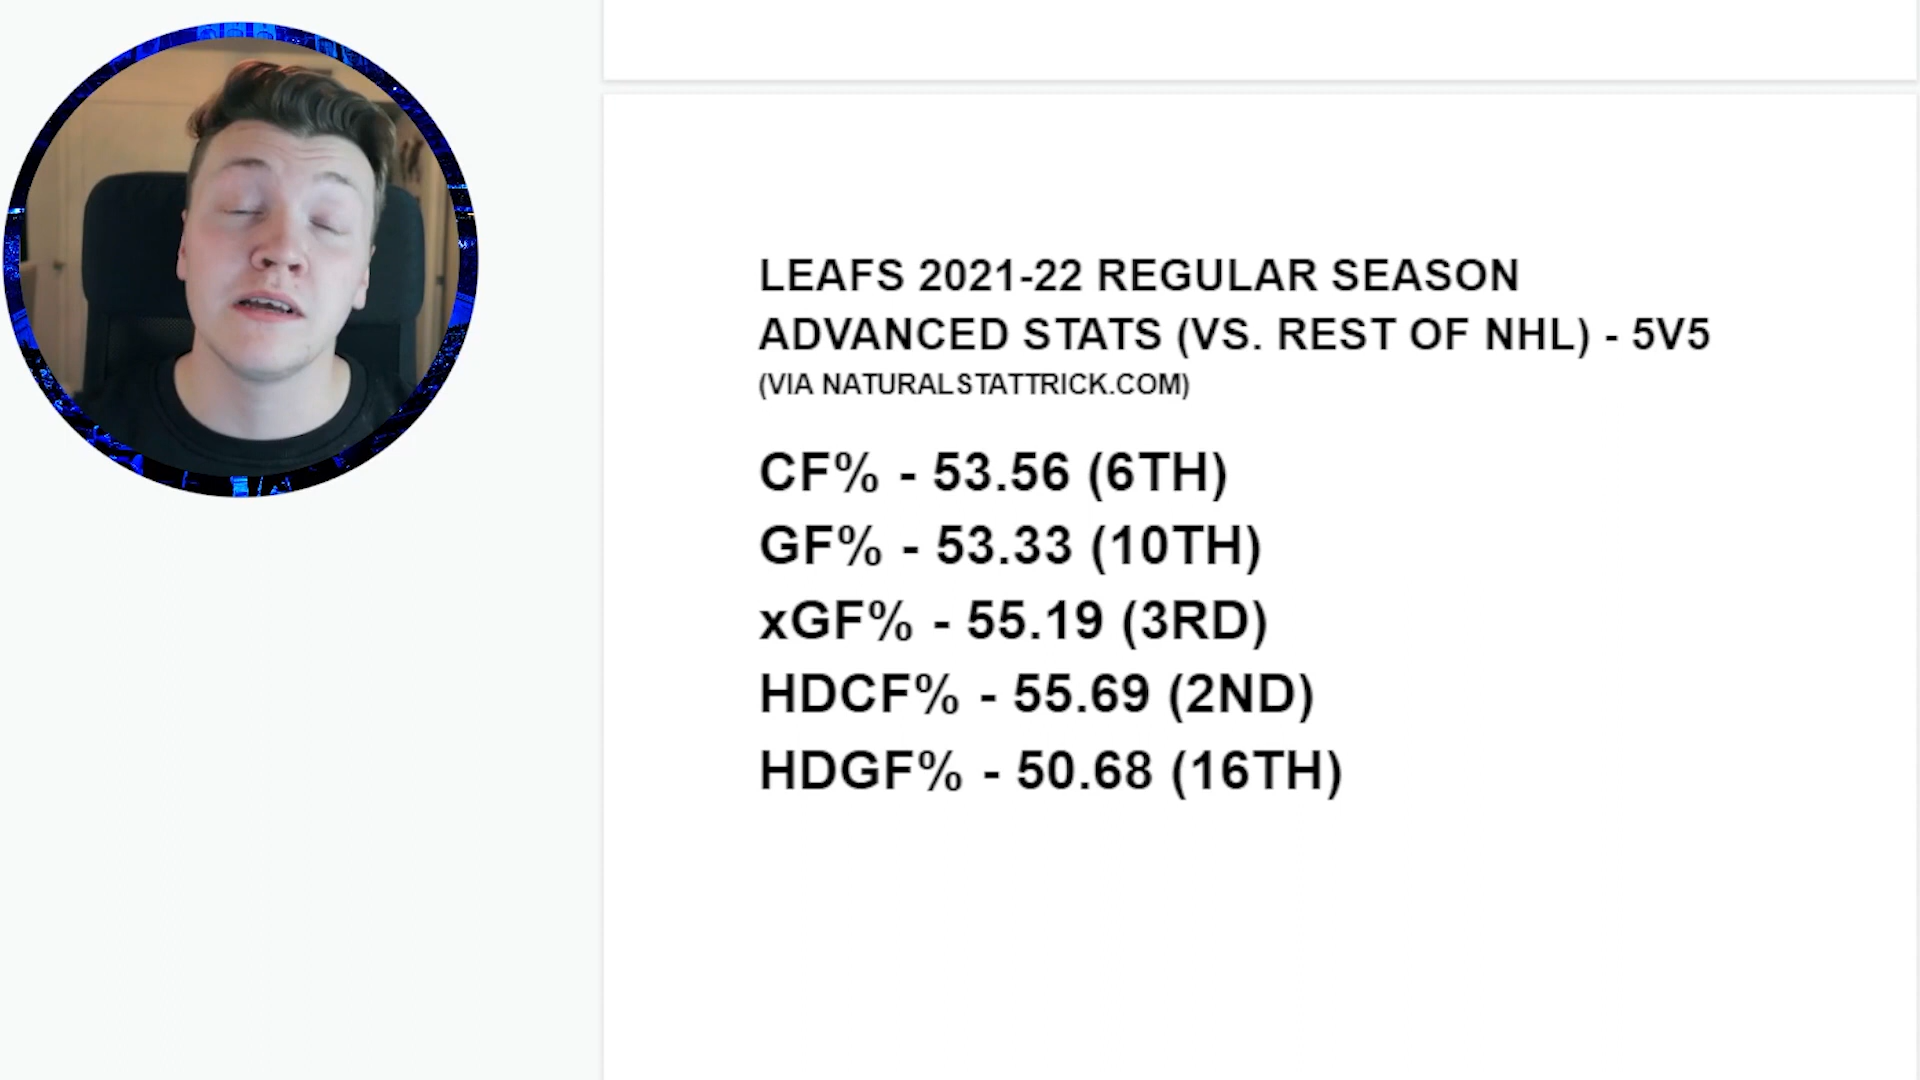 LEAFS 2021-22 REGULAR SEASON
ADVANCED STATS (VS. REST OF NHL) - 5V5
(VIA NATURALSTATTRICK.COM)
CF% - 53.56 (6TH)
GF% - 53.33 (10TH)
xGF% - 55.19 (3RD)
HDCF% - 55.69 (2ND)
HDGF% - 50.68 (16TH)